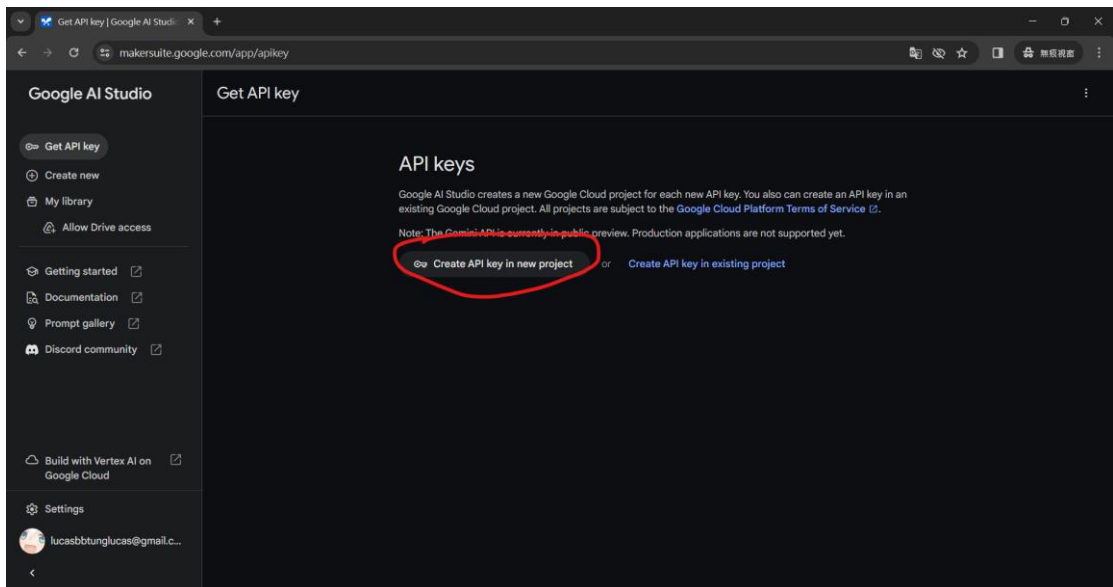 Get API key | Google AI Studio
makersuite.google.com/app/apikey
無痕視窗
Google AI Studio
Get API key
Get API key
Create new
My library
Allow Drive access
Getting started
Documentation
Prompt gallery
Discord community
Build with Vertex AI on
Google Cloud
Settings
lucasbbtunglucas@gmail.c...
API keys
Google AI Studio creates a new Google Cloud project for each new API key. You also can create an API key in an
existing Google Cloud project. All projects are subject to the Google Cloud Platform Terms of Service.
Note: The Gemini API is currently in public preview. Production applications are not supported yet.
Create API key in new project or Create API key in existing project